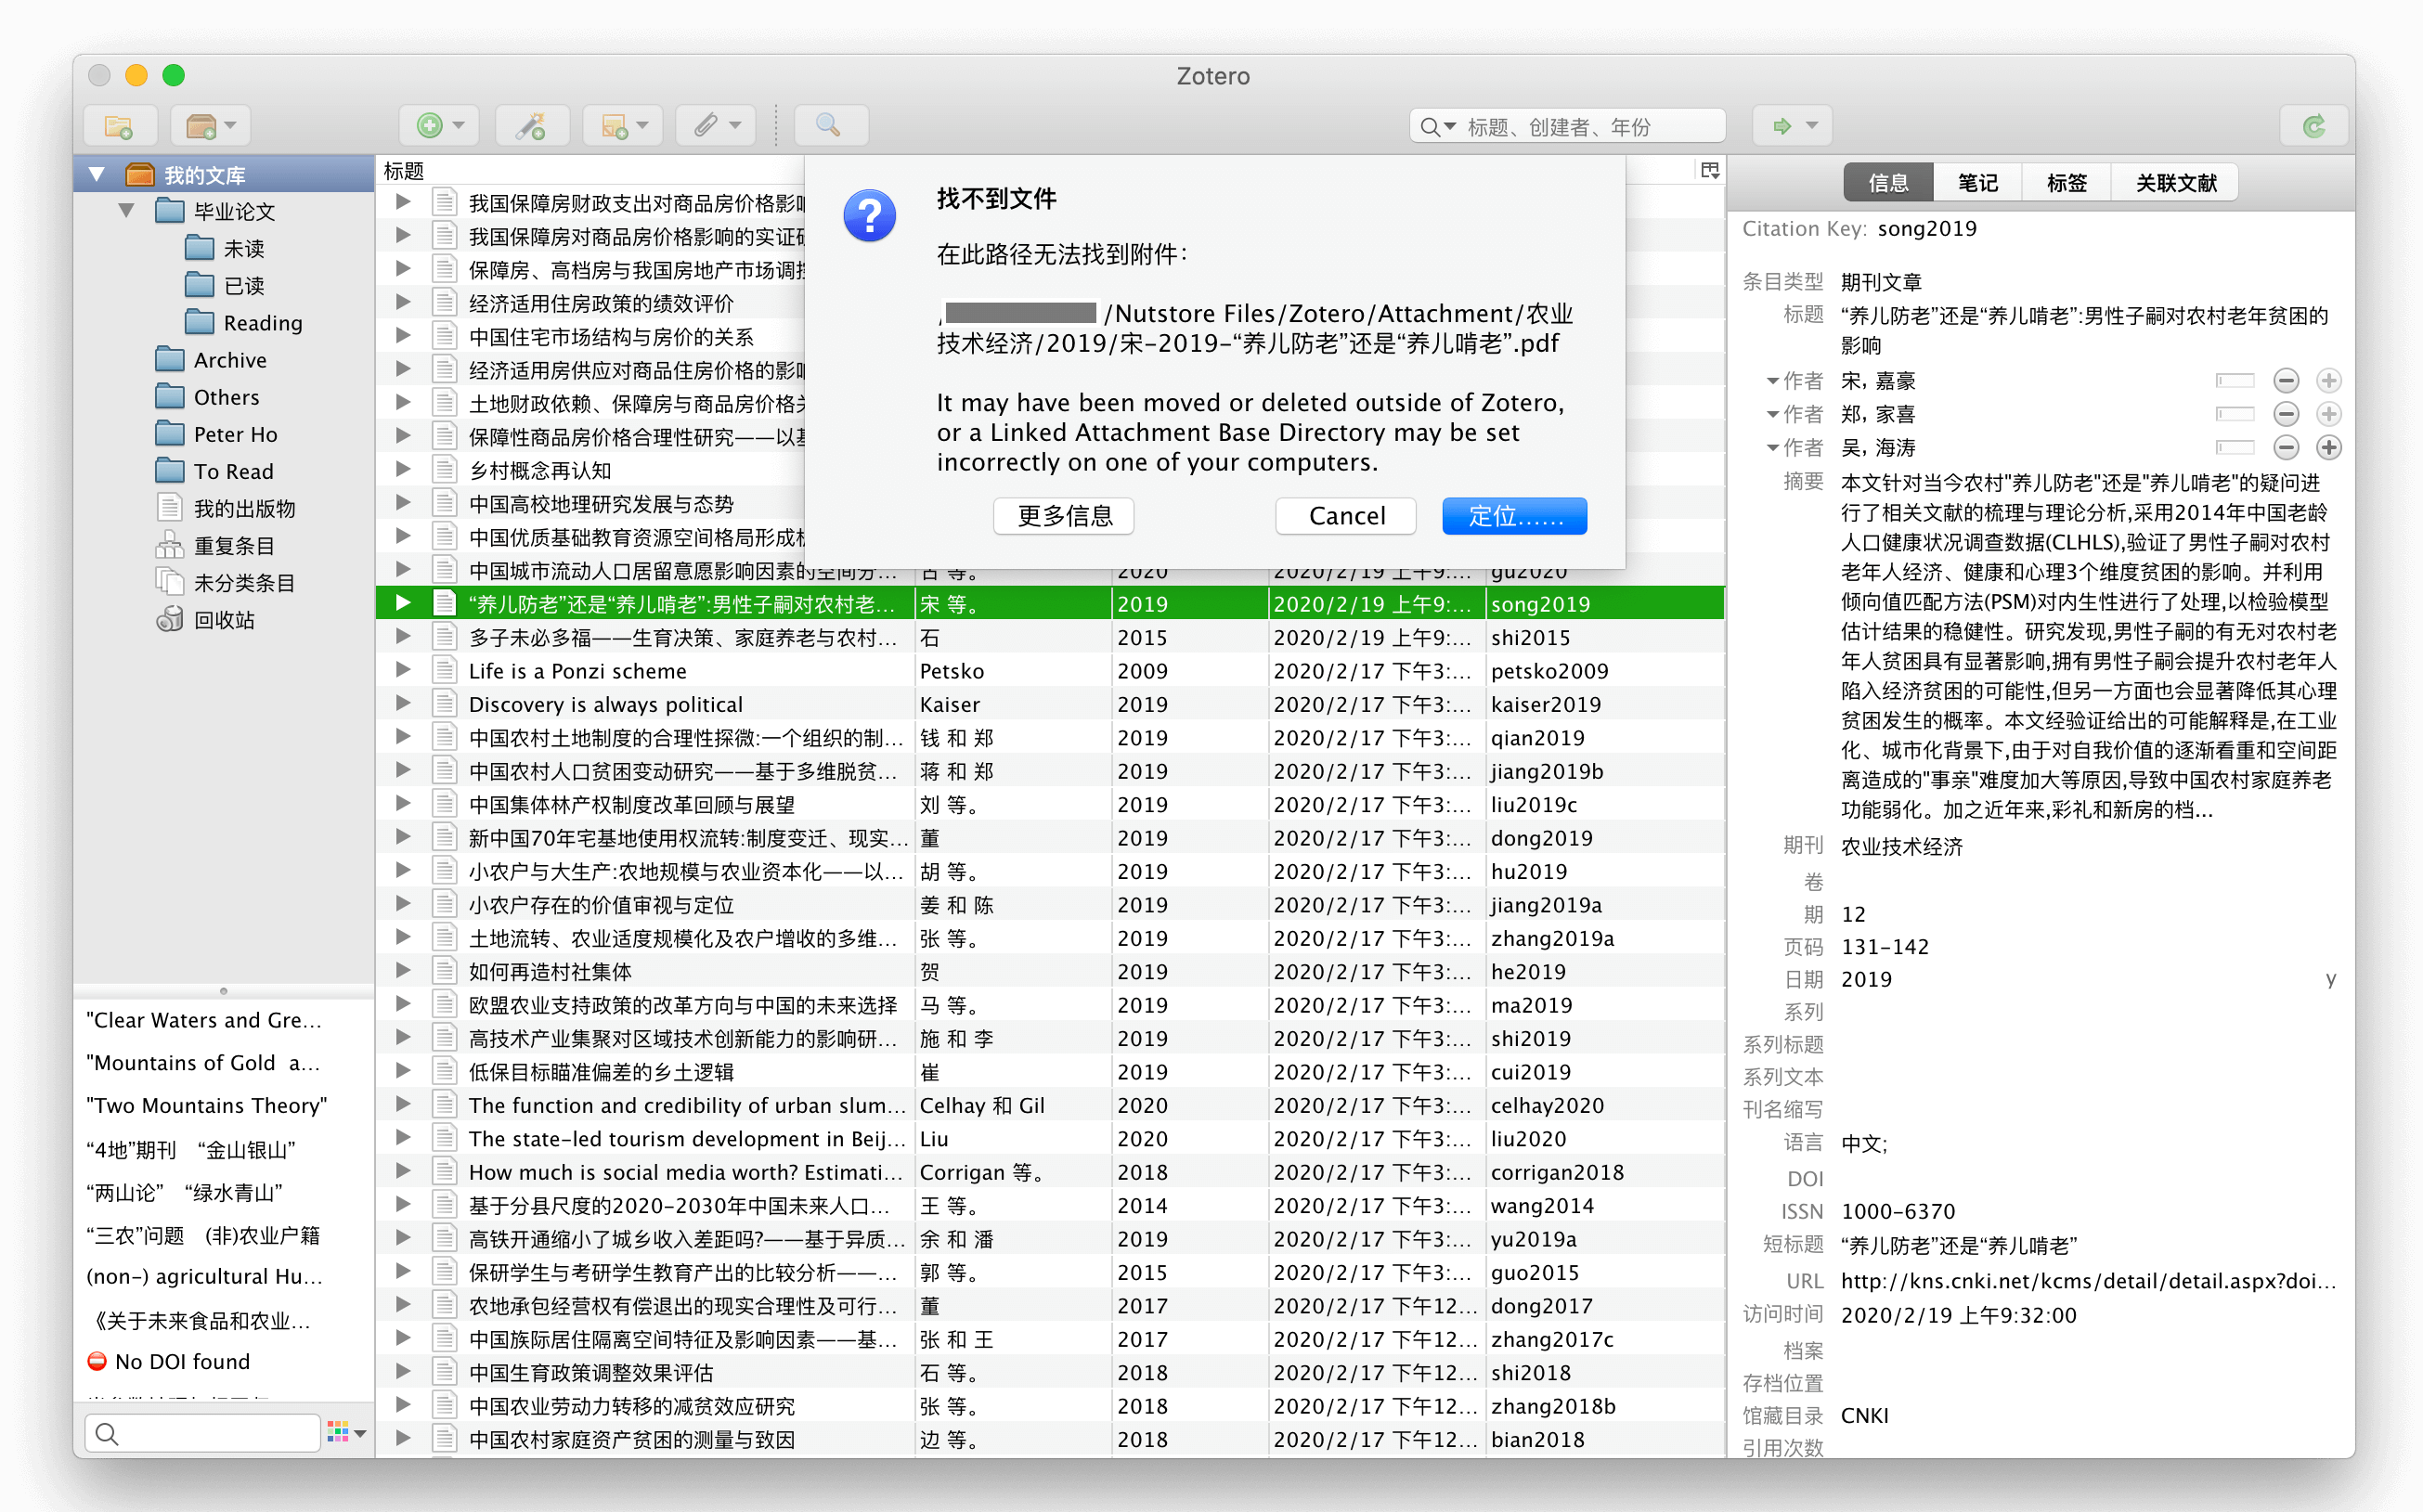 Zotero
标题、创建者、年份
我的文库
毕业论文
未读
已读
Reading
Archive
Others
Peter Ho
To Read
我的出版物
重复条目
未分类条目
回收站
"Clear Waters and Gre...
"Mountains of Gold a...
"Two Mountains Theory"
“4地”期刊 “金山银山”
“两山论” “绿水青山”
“三农”问题 (非)农业户籍
(non-) agricultural Hu...
《关于未来食品和农业...
No DOI found
标题
我国保障房财政支出对商品房价格影
我国保障房对商品房价格影响的实证
保障房、高档房与我国房地产市场调
经济适用住房政策的绩效评价
中国住宅市场结构与房价的关系
经济适用房供应对商品住房价格的影
土地财政依赖、保障房与商品房价格
保障性商品房价格合理性研究——以
乡村概念再认知
中国高校地理研究发展与态势
中国优质基础教育资源空间格局形成
中国城市流动人口居留意愿影响因素的空间分... 古 等。 2020 2020/2/19 上午9:... gu2020
“养儿防老”还是“养儿啃老”:男性子嗣对农村老... 宋 等。 2019 2020/2/19 上午9:... song2019
多子未必多福——生育决策、家庭养老与农村... 石 2015 2020/2/19 上午9:... shi2015
Life is a Ponzi scheme Petsko 2009 2020/2/17 下午3:... petsko2009
Discovery is always political Kaiser 2019 2020/2/17 下午3:... kaiser2019
中国农村土地制度的合理性探微:一个组织的制... 钱 和 郑 2019 2020/2/17 下午3:... qian2019
中国农村人口贫困变动研究——基于多维脱贫... 蒋 和 郑 2019 2020/2/17 下午3:... jiang2019b
中国集体林产权制度改革回顾与展望 刘 等。 2019 2020/2/17 下午3:... liu2019c
新中国70年宅基地使用权流转:制度变迁、现实... 董 2019 2020/2/17 下午3:... dong2019
小农户与大生产:农地规模与农业资本化——以... 胡 等。 2019 2020/2/17 下午3:... hu2019
小农户存在的价值审视与定位 姜 和 陈 2019 2020/2/17 下午3:... jiang2019a
土地流转、农业适度规模化及农户增收的多维... 张 等。 2019 2020/2/17 下午3:... zhang2019a
如何再造村社集体 贺 2019 2020/2/17 下午3:... he2019
欧盟农业支持政策的改革方向与中国的未来选择 马 等。 2019 2020/2/17 下午3:... ma2019
高技术产业集聚对区域技术创新能力的影响研... 施 和 李 2019 2020/2/17 下午3:... shi2019
低保目标瞄准偏差的乡土逻辑 崔 2019 2020/2/17 下午3:... cui2019
The function and credibility of urban slum... Celhay 和 Gil 2020 2020/2/17 下午3:... celhay2020
The state-led tourism development in Beij... Liu 2020 2020/2/17 下午3:... liu2020
How much is social media worth? Estimati... Corrigan 等。 2018 2020/2/17 下午3:... corrigan2018
基于分县尺度的2020-2030年中国未来人口... 王 等。 2014 2020/2/17 下午3:... wang2014
高铁开通缩小了城乡收入差距吗?——基于异质... 余 和 潘 2019 2020/2/17 下午3:... yu2019a
保研学生与考研学生教育产出的比较分析——... 郭 等。 2015 2020/2/17 下午3:... guo2015
农地承包经营权有偿退出的现实合理性及可行... 董 2017 2020/2/17 下午12... dong2017
中国族际居住隔离空间特征及影响因素——基... 张 和 王 2017 2020/2/17 下午12... zhang2017c
中国生育政策调整效果评估 石 等。 2018 2020/2/17 下午12... shi2018
中国农业劳动力转移的减贫效应研究 张 等。 2018 2020/2/17 下午12... zhang2018b
中国农村家庭资产贫困的测量与致因 边 等。 2018 2020/2/17 下午12... bian2018
找不到文件
在此路径无法找到附件:
/Nutstore Files/Zotero/Attachment/农业
技术经济/2019/宋-2019-“养儿防老”还是“养儿啃老”.pdf
It may have been moved or deleted outside of Zotero,
or a Linked Attachment Base Directory may be set
incorrectly on one of your computers.
更多信息 Cancel 定位......
信息 笔记 标签 关联文献
Citation Key: song2019
条目类型 期刊文章
标题 “养儿防老”还是“养儿啃老”:男性子嗣对农村老年贫困的
影响
作者 宋, 嘉豪
作者 郑, 家喜
作者 吴, 海涛
摘要 本文针对当今农村"养儿防老"还是"养儿啃老"的疑问进
行了相关文献的梳理与理论分析,采用2014年中国老龄
人口健康状况调查数据(CLHLS),验证了男性子嗣对农村
老年人经济、健康和心理3个维度贫困的影响。并利用
倾向值匹配方法(PSM)对内生性进行了处理,以检验模型
估计结果的稳健性。研究发现,男性子嗣的有无对农村老
年人贫困具有显著影响,拥有男性子嗣会提升农村老年人
陷入经济贫困的可能性,但另一方面也会显著降低其心理
贫困发生的概率。本文经验证给出的可能解释是,在工业
化、城市化背景下,由于对自我价值的逐渐看重和空间距
离造成的"事亲"难度加大等原因,导致中国农村家庭养老
功能弱化。加之近年来,彩礼和新房的档...
期刊 农业技术经济
卷
期 12
页码 131-142
日期 2019 y
系列
系列标题
系列文本
刊名缩写
语言 中文;
DOI
ISSN 1000-6370
短标题 “养儿防老”还是“养儿啃老”
URL http://kns.cnki.net/kcms/detail/detail.aspx?doi...
访问时间 2020/2/19 上午9:32:00
档案
存档位置
馆藏目录 CNKI
引用次数